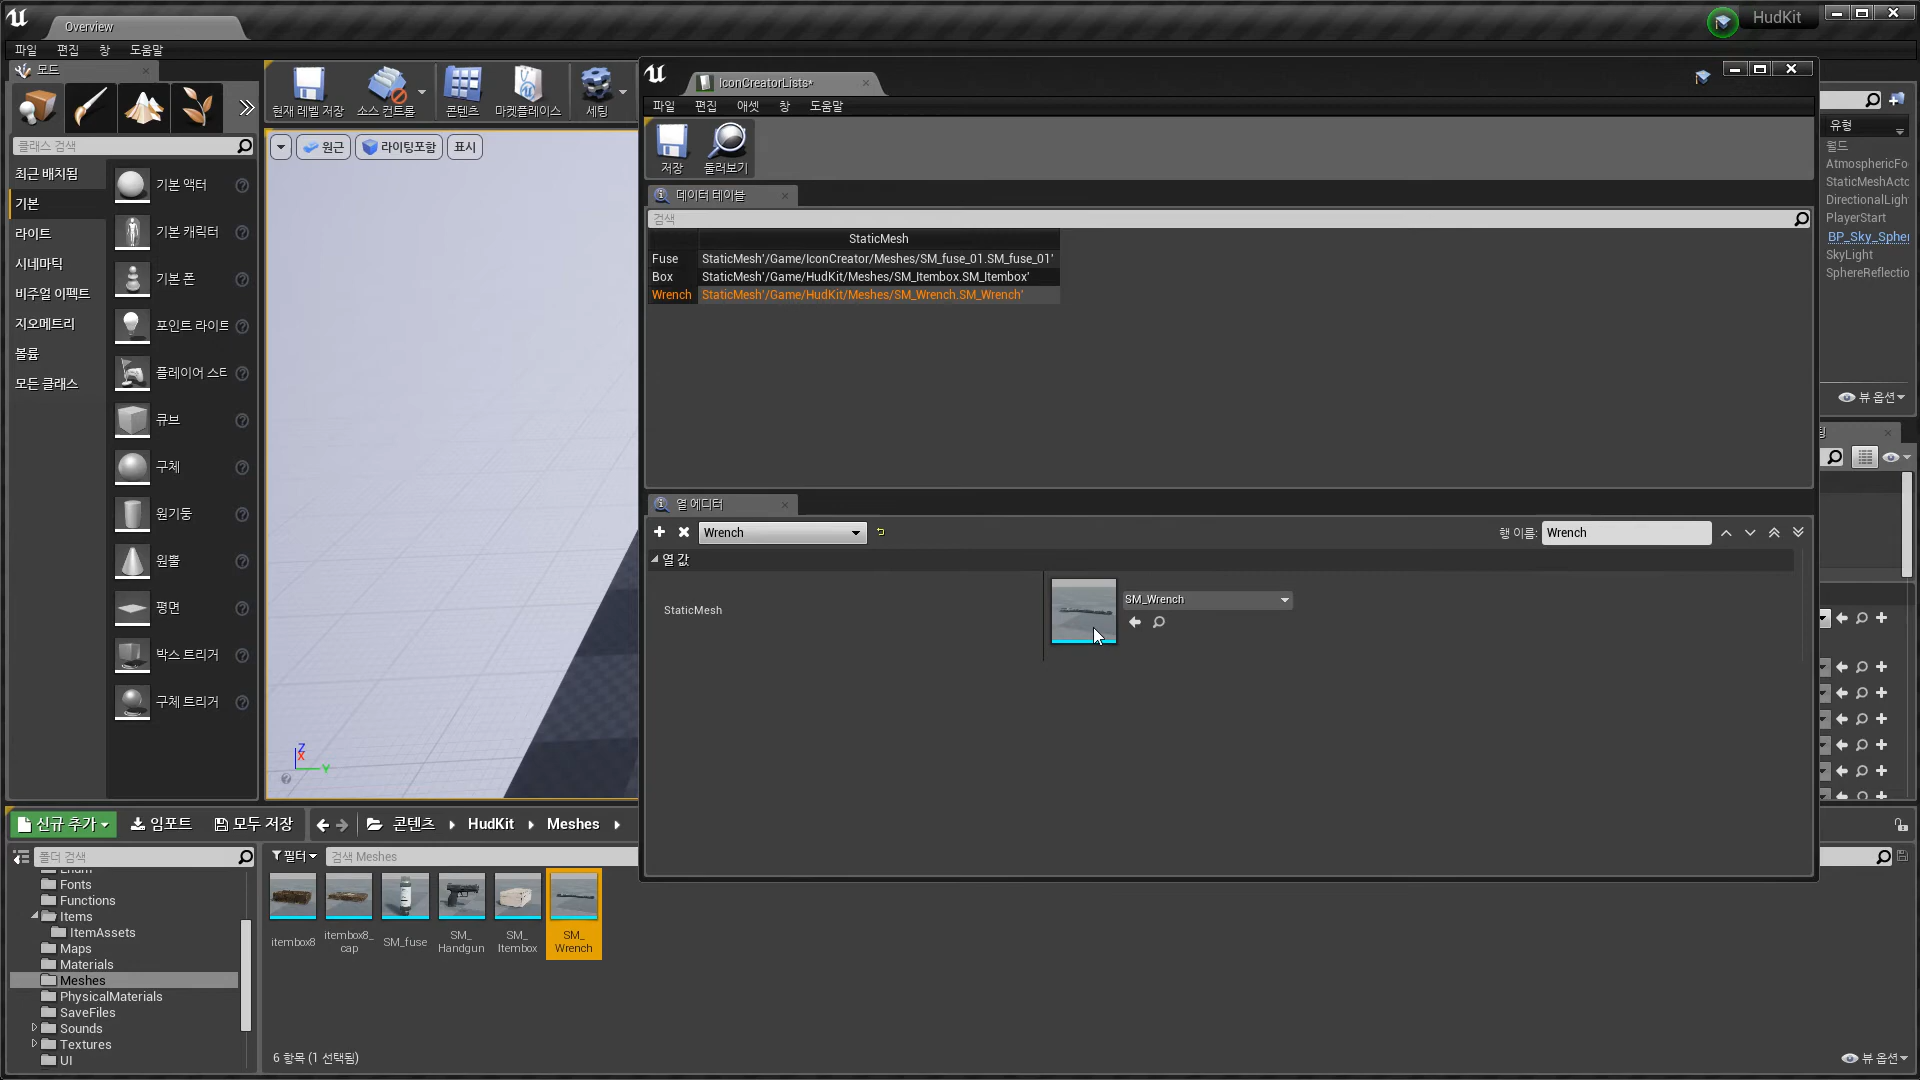 Overview
HudKit
파일 편집 창 도움말
모드
현재 레벨 저장 소스 컨트롤 콘텐츠 마켓플레이스 세팅
클래스 검색
최근 배치됨
기본
라이트
시네마틱
비주얼 이펙트
지오메트리
볼륨
모든 클래스
기본 액터
기본 캐릭터
기본 폰
포인트 라이트
플레이어 스트
큐브
구체
원기둥
원뿔
평면
박스 트리거
구체 트리거
원근 라이팅포함 표시
Z
X
Y
IconCreatorLists*
파일 편집 애셋 창 도움말
저장 둘러보기
데이터 테이블
검색
StaticMesh
Fuse StaticMesh'/Game/IconCreator/Meshes/SM_fuse_01.SM_fuse_01'
Box StaticMesh'/Game/HudKit/Meshes/SM_Itembox.SM_Itembox'
Wrench StaticMesh'/Game/HudKit/Meshes/SM_Wrench.SM_Wrench'
열 에디터
Wrench 행 이름: Wrench
열 값
StaticMesh SM_Wrench
유형
월드
AtmosphericFo
StaticMeshActo
DirectionalLigh
PlayerStart
BP_Sky_Spher
SkyLight
SphereReflectio
뷰 옵션
신규 추가 임포트 모두 저장 콘텐츠 HudKit Meshes
폴더 검색
필터 검색 Meshes
Enum
Fonts
Functions
Items
ItemAssets
Maps
Materials
Meshes
PhysicalMaterials
SaveFiles
Sounds
Textures
UI
itembox8
itembox8_
cap
SM_fuse
SM_
Handgun
SM_
Itembox
SM_
Wrench
6 항목 (1 선택됨)
뷰 옵션